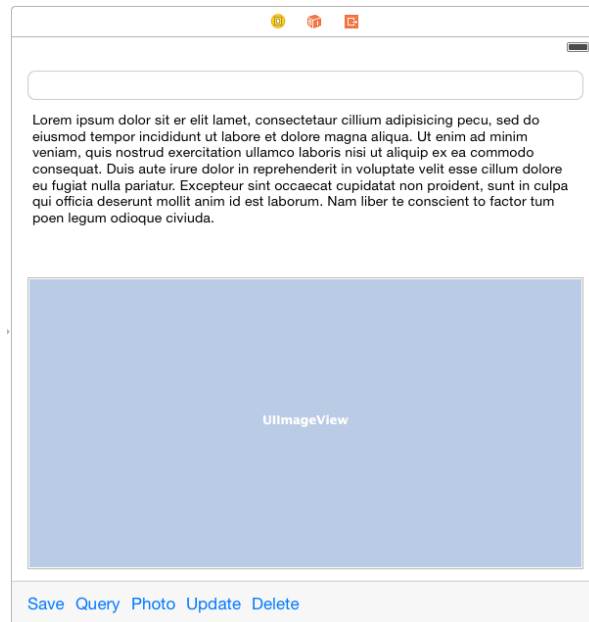 Lorem ipsum dolor sit er elit lamet, consectetaur cillium adipisicing pecu, sed do
eiusmod tempor incididunt ut labore et dolore magna aliqua. Ut enim ad minim
veniam, quis nostrud exercitation ullamco laboris nisi ut aliquip ex ea commodo
consequat. Duis aute irure dolor in reprehenderit in voluptate velit esse cillum dolore
eu fugiat nulla pariatur. Excepteur sint occaecat cupidatat non proident, sunt in culpa
qui officia deserunt mollit anim id est laborum. Nam liber te conscient to factor tum
poen legum odioque civiuda.
UIImageView
Save Query Photo Update Delete